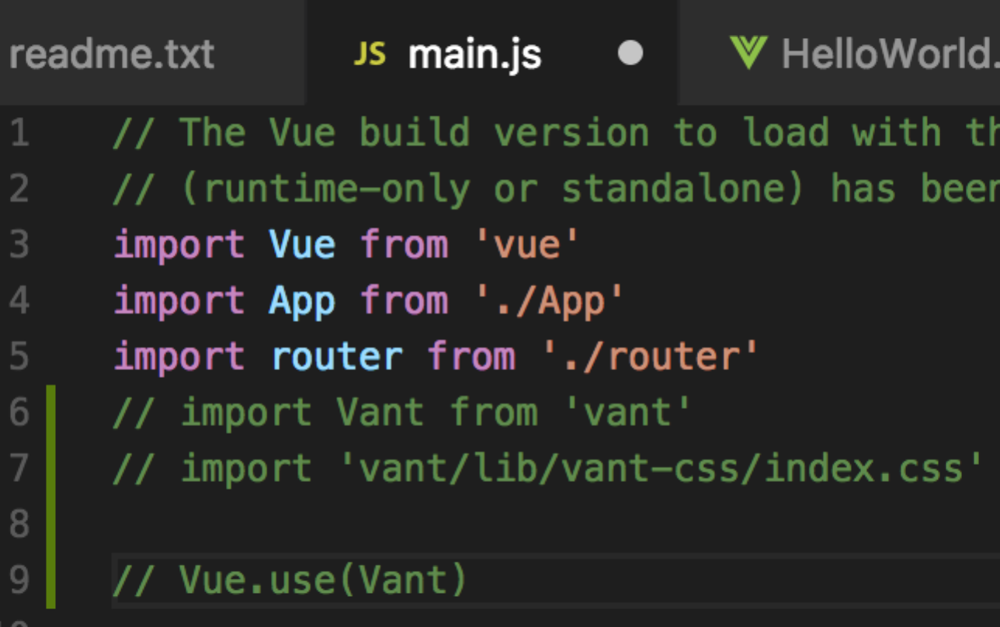 readme.txt JS main.js HelloWorld.
1 // The Vue build version to load with th
2 // (runtime-only or standalone) has been
3 import Vue from 'vue'
4 import App from './App'
5 import router from './router'
6 // import Vant from 'vant'
7 // import 'vant/lib/vant-css/index.css'
8
9 // Vue.use(Vant)